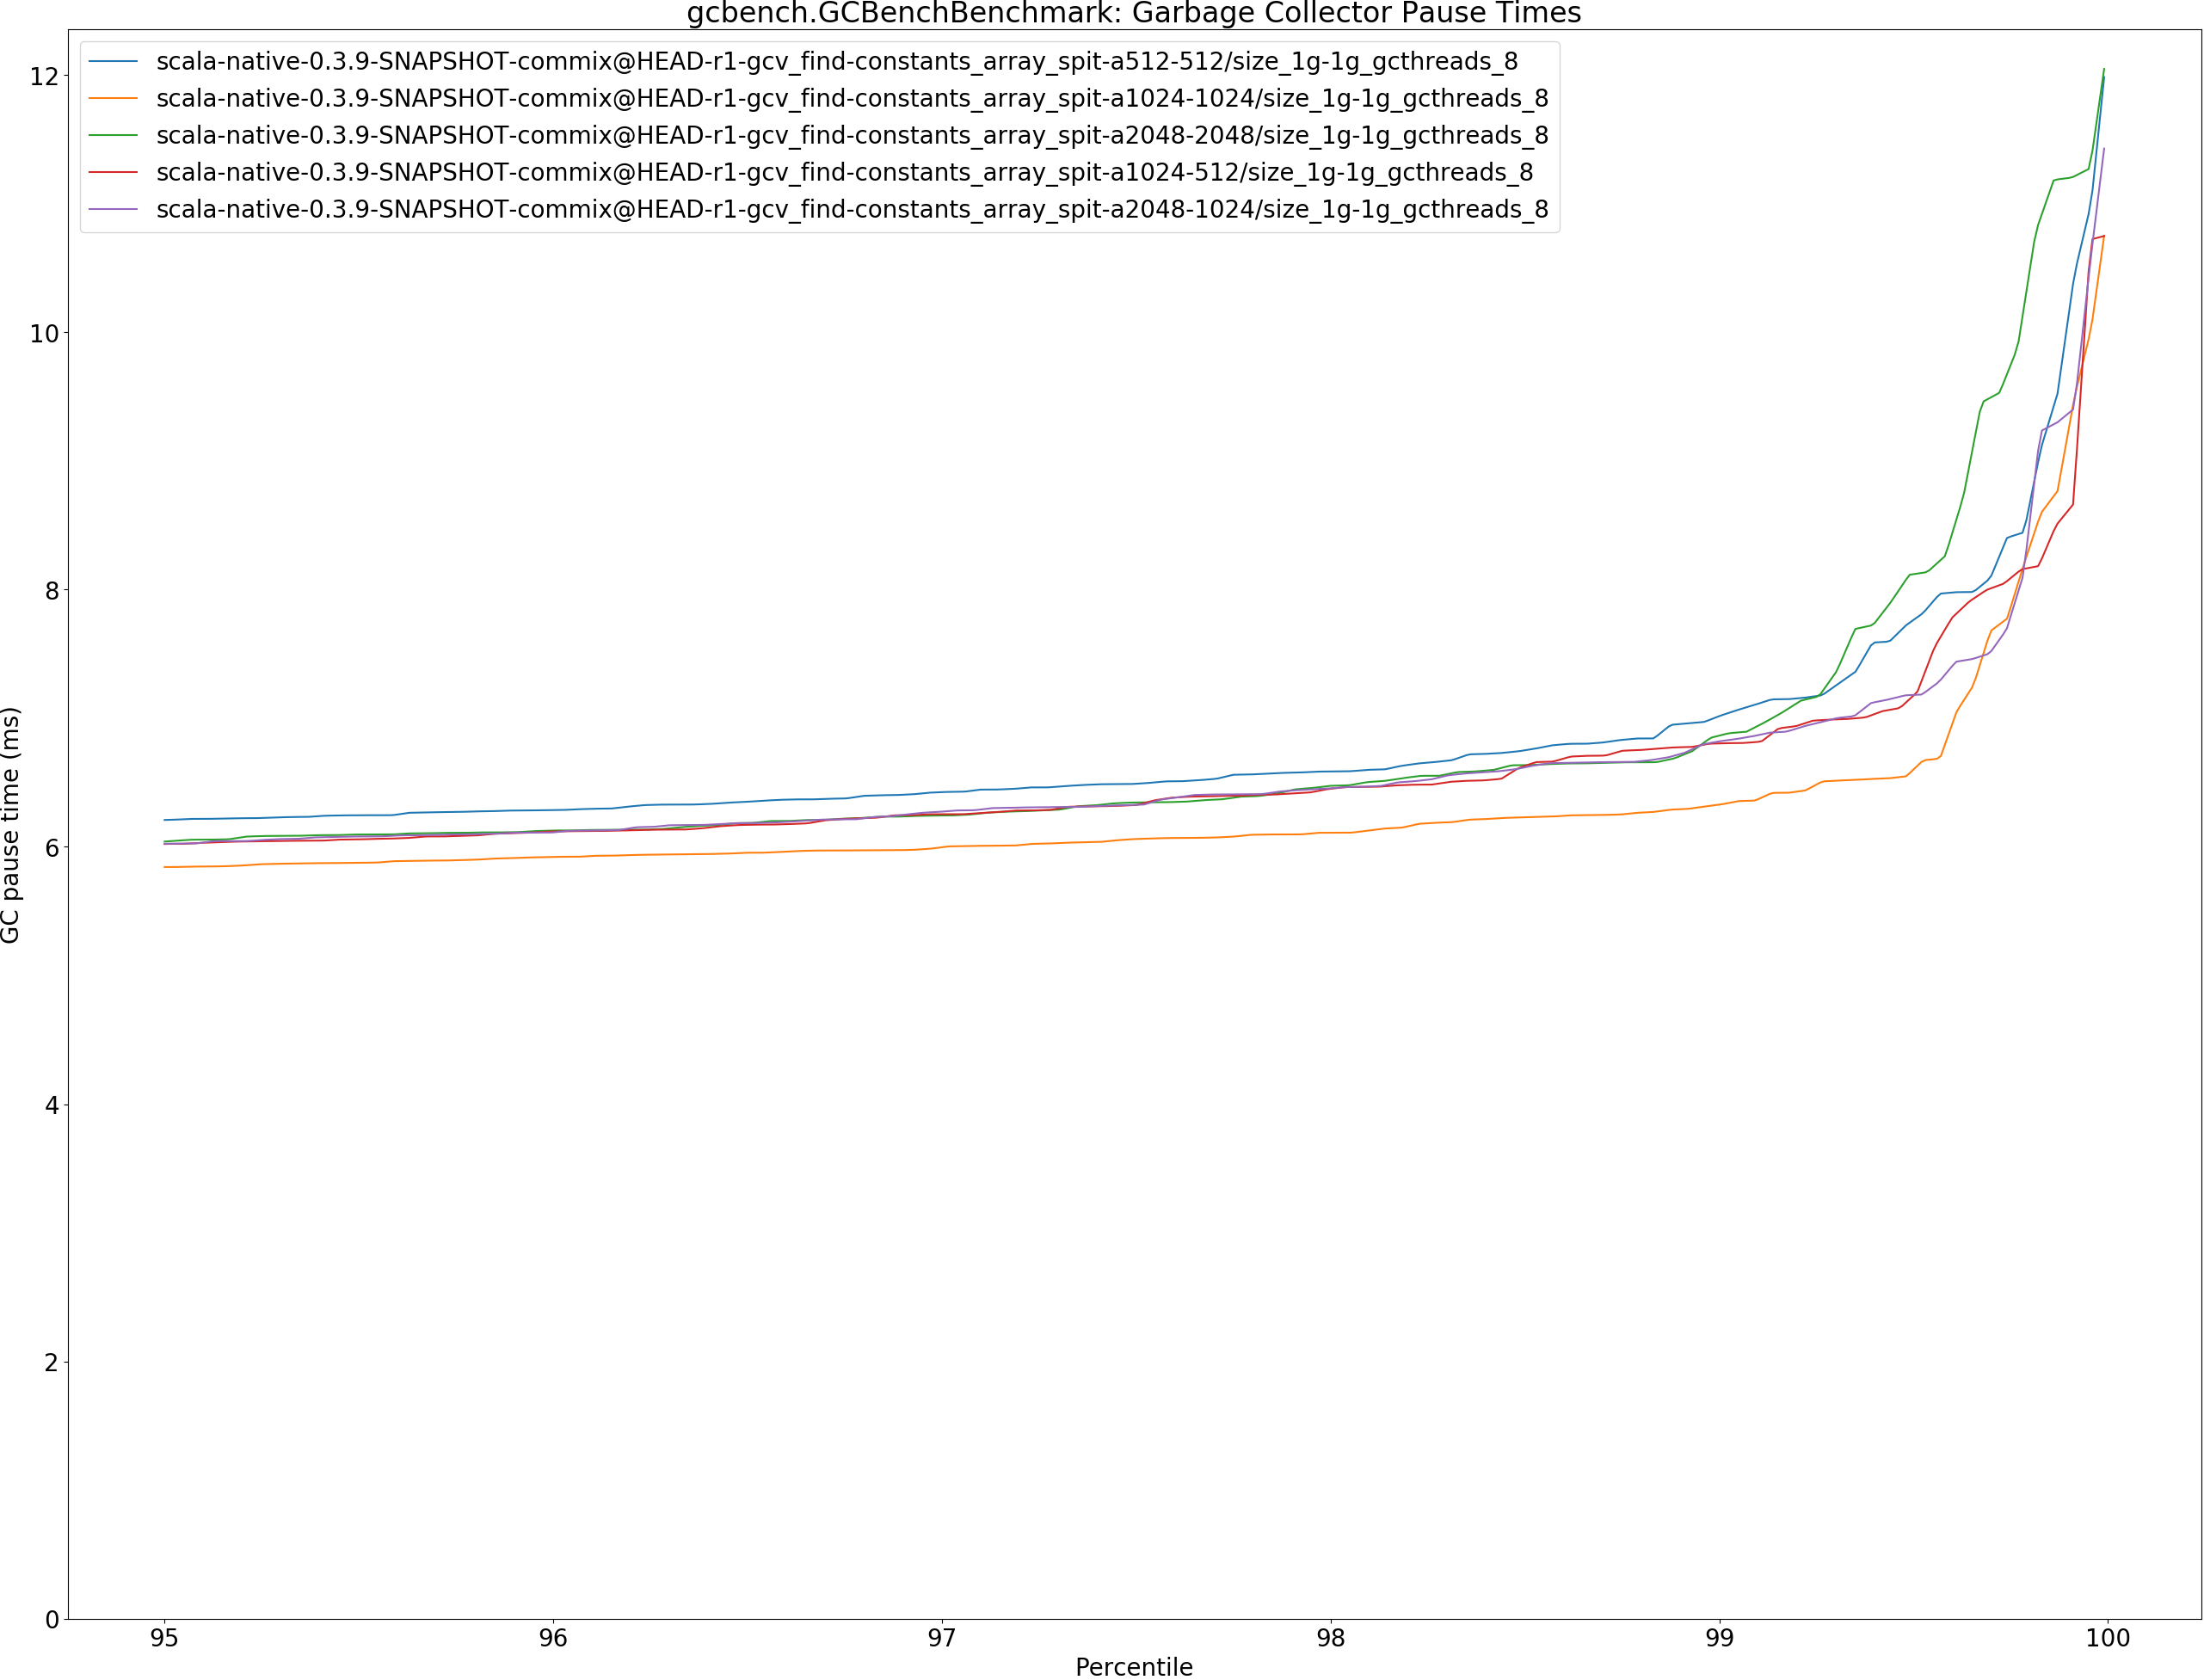 gcbench.GCBenchBenchmark: Garbage Collector Pause Times
scala-native-0.3.9-SNAPSHOT-commix@HEAD-r1-gcv_find-constants_array_spit-a512-512/size_1g-1g_gcthreads_8
scala-native-0.3.9-SNAPSHOT-commix@HEAD-r1-gcv_find-constants_array_spit-a1024-1024/size_1g-1g_gcthreads_8
scala-native-0.3.9-SNAPSHOT-commix@HEAD-r1-gcv_find-constants_array_spit-a2048-2048/size_1g-1g_gcthreads_8
scala-native-0.3.9-SNAPSHOT-commix@HEAD-r1-gcv_find-constants_array_spit-a1024-512/size_1g-1g_gcthreads_8
scala-native-0.3.9-SNAPSHOT-commix@HEAD-r1-gcv_find-constants_array_spit-a2048-1024/size_1g-1g_gcthreads_8
12
10
8
6
4
2
0
GC pause time (ms)
95 96 97 98 99 100
Percentile